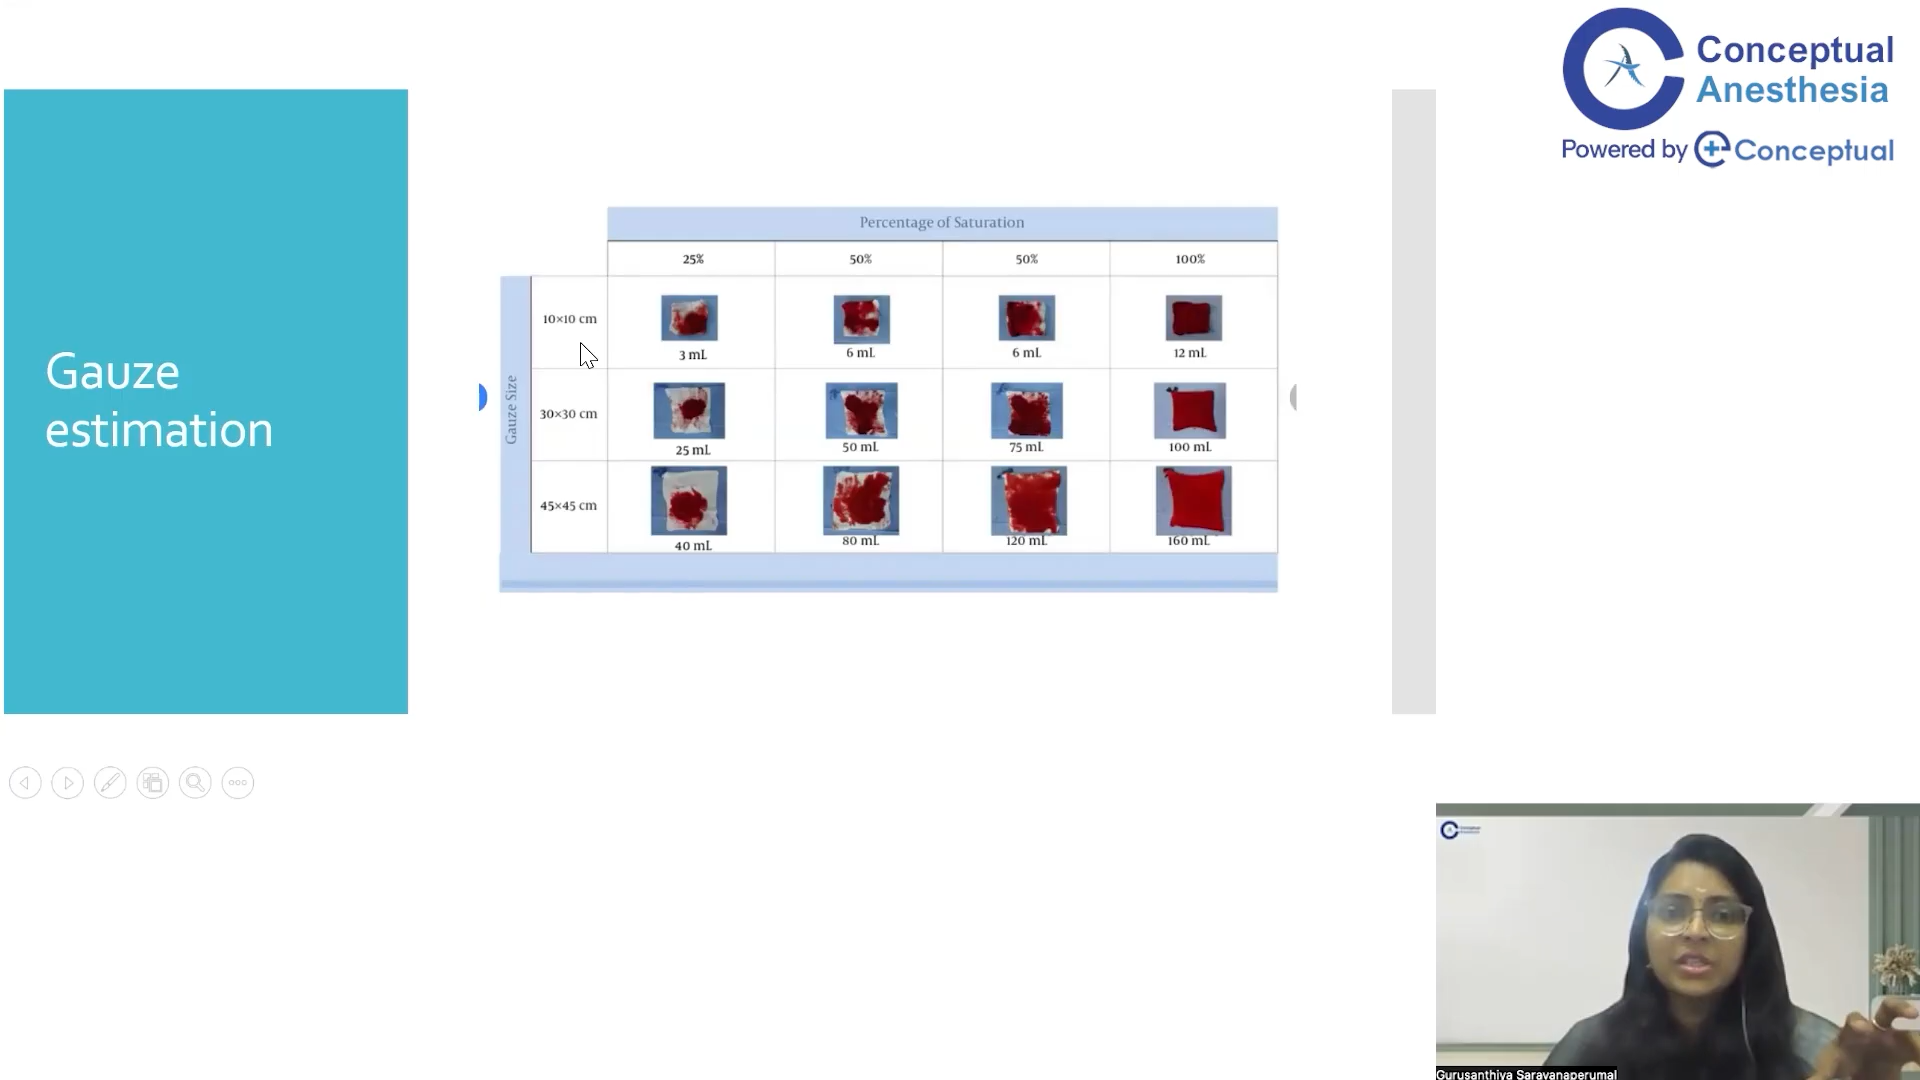 Conceptual
Anesthesia
Powered by Conceptual
Gauze
estimation
Percentage of Saturation
25% 50% 50% 100%
Gauze Size
10×10 cm
3 mL 6 mL 6 mL 12 mL
30×30 cm
25 mL 50 mL 75 mL 100 mL
45×45 cm
40 mL 80 mL 120 mL 160 mL
Gurusanthiya Saravanaperumal